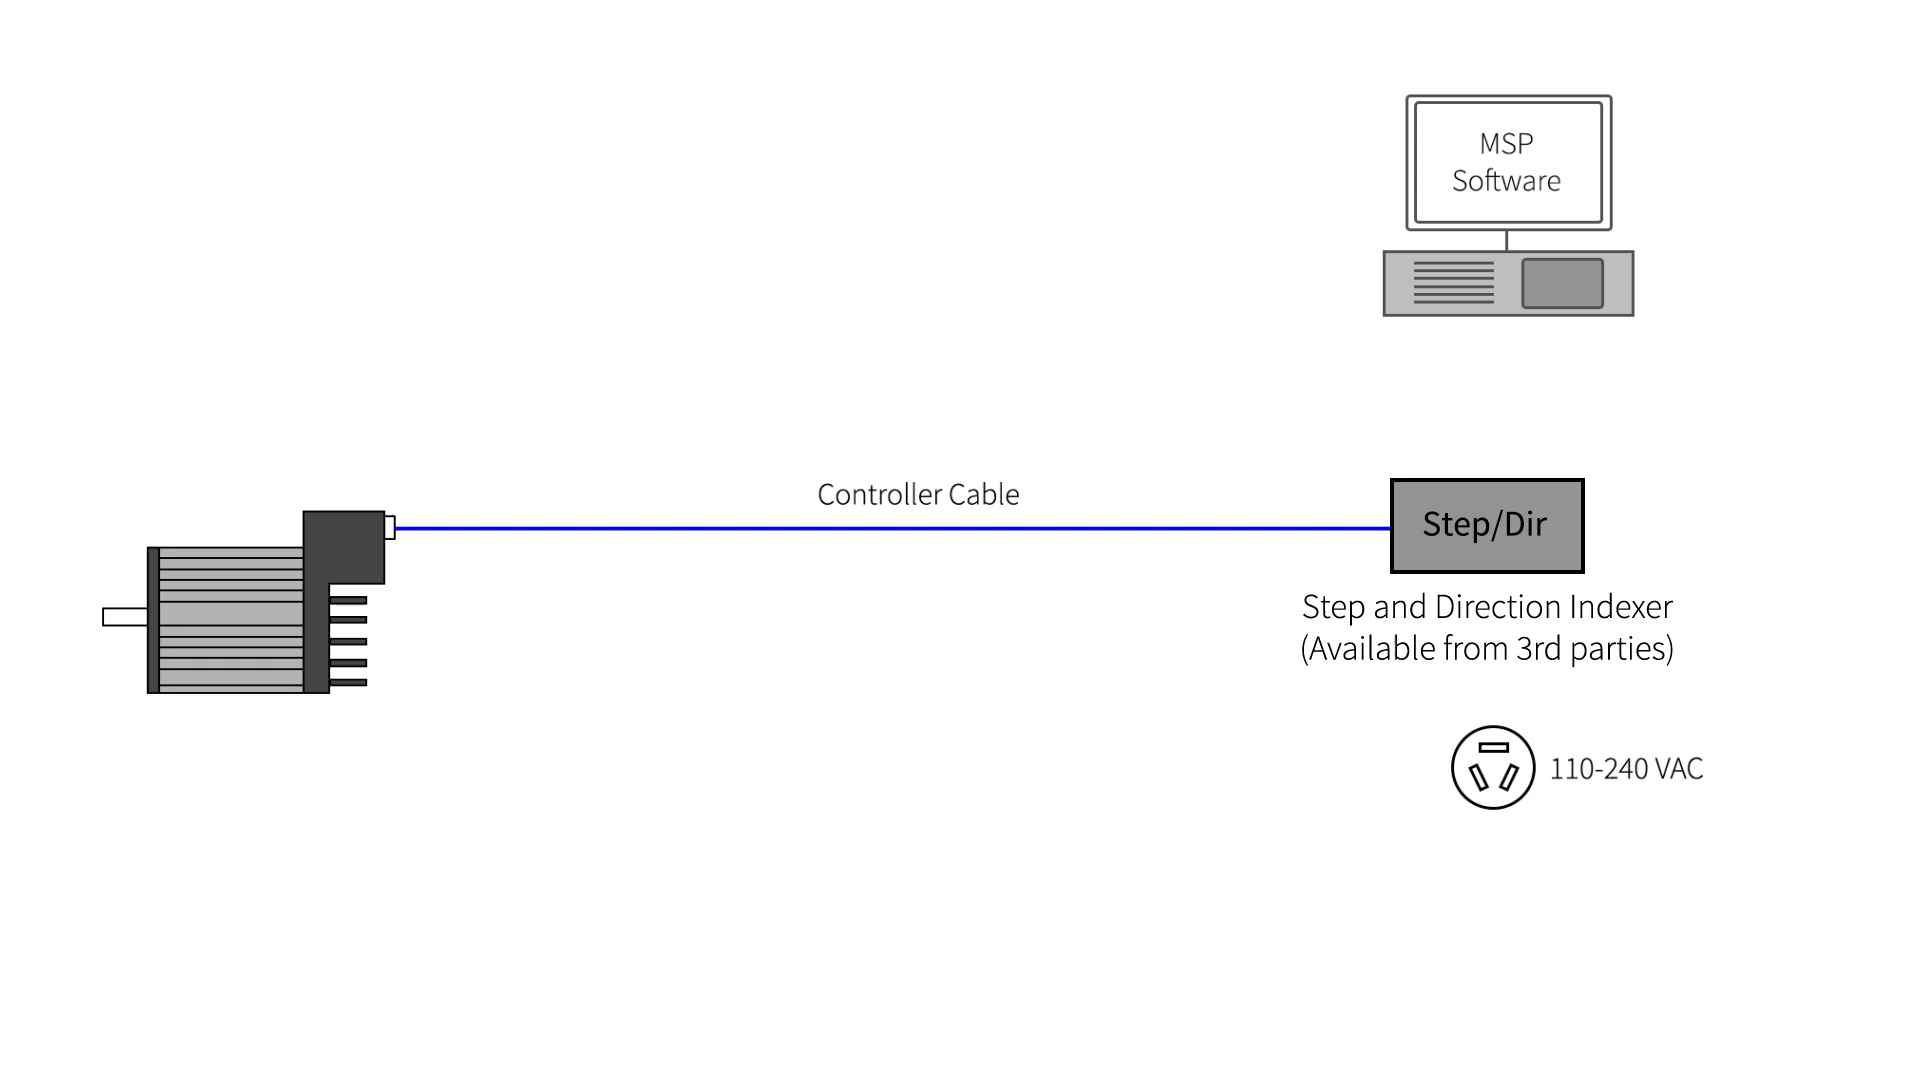 MSP
Software
Controller Cable
Step/Dir
Step and Direction Indexer
(Available from 3rd parties)
110-240 VAC